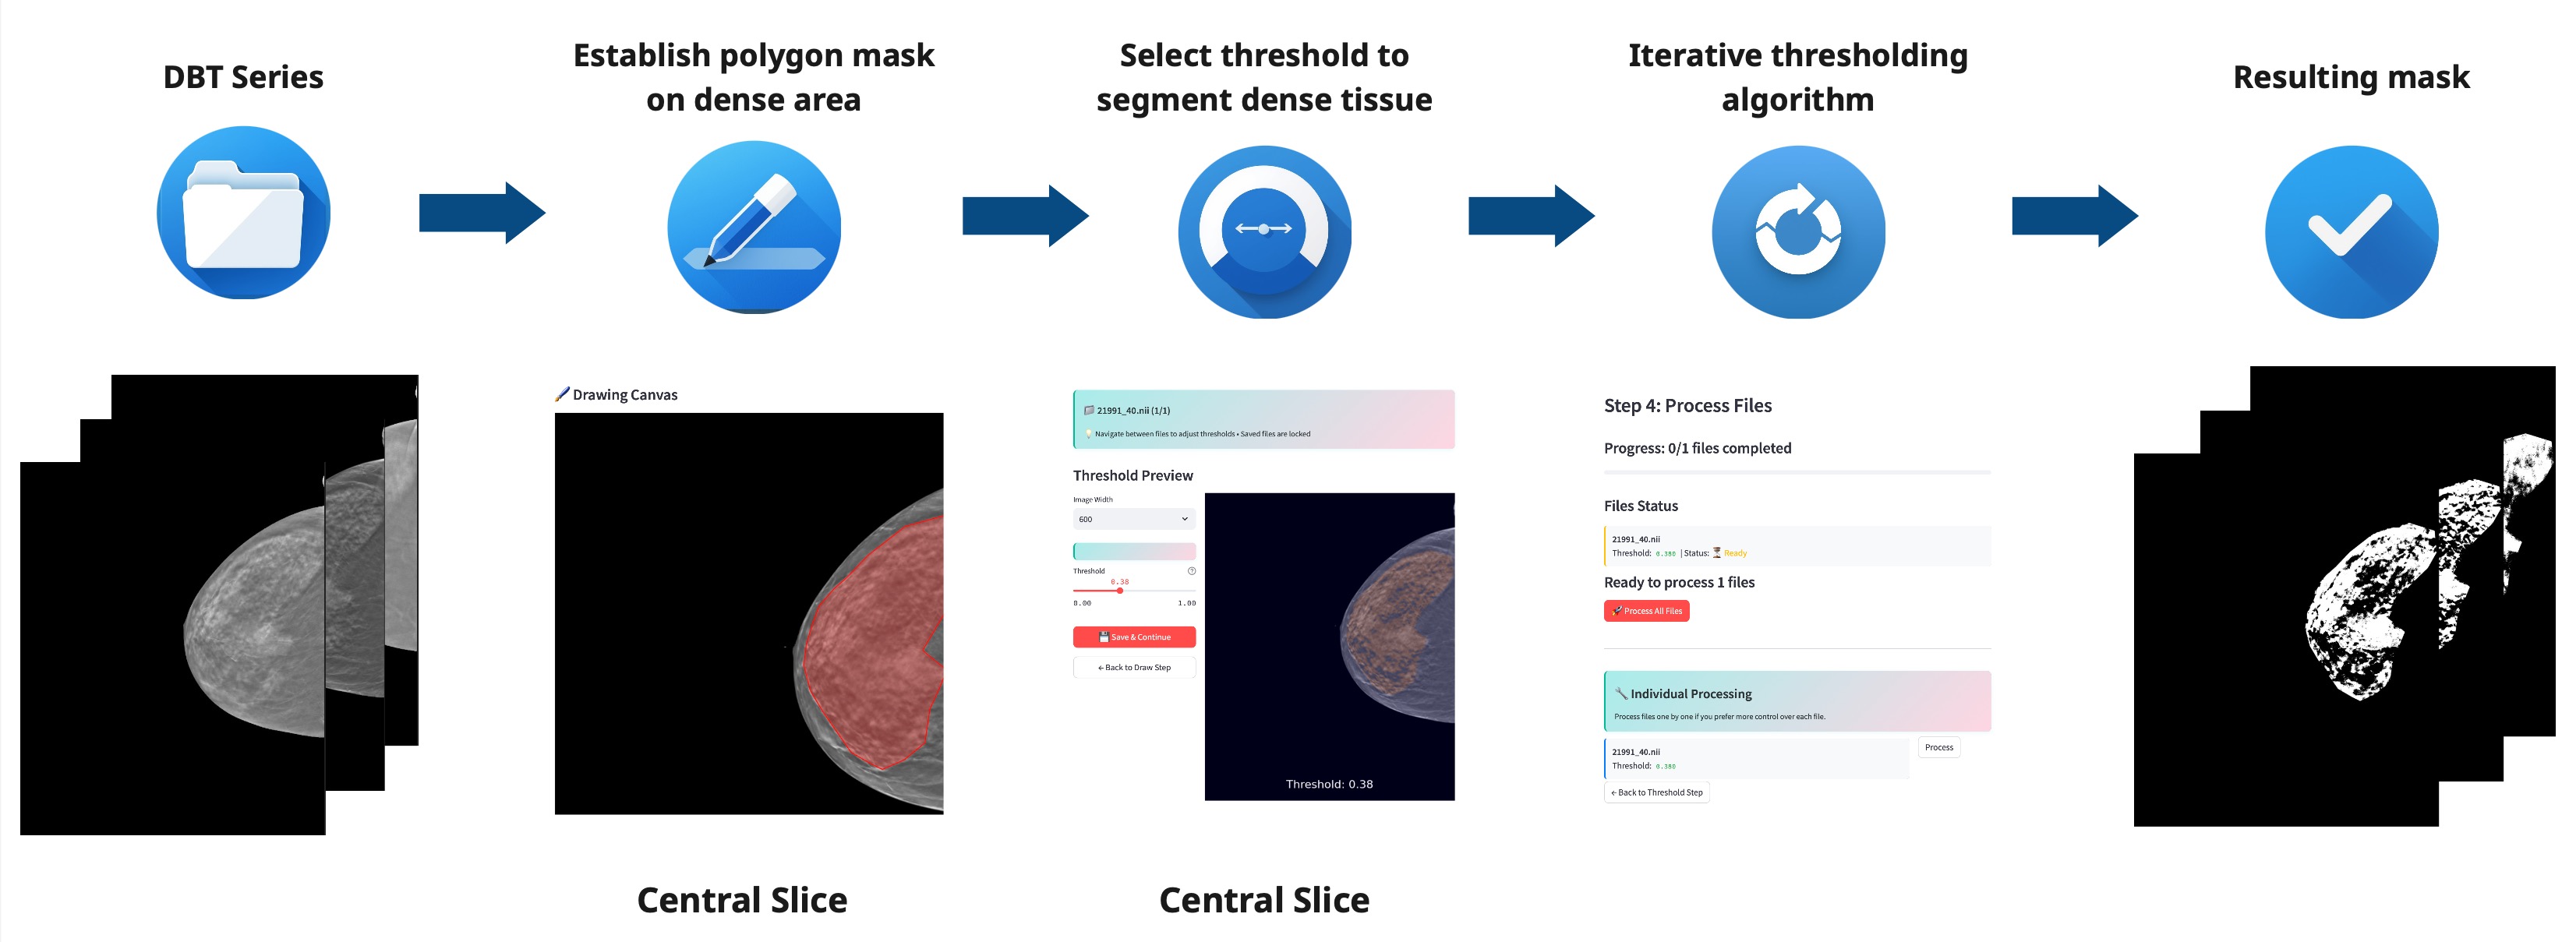 DBT Series
Establish polygon mask
on dense area
Select threshold to
segment dense tissue
Iterative thresholding
algorithm
Resulting mask
Drawing Canvas
21991_40.nii (1/1)
Navigate between files to adjust thresholds • Saved files are locked
Threshold Preview
Image Width
600
Threshold
0.38
0.00 1.00
Save & Continue
← Back to Draw Step
Threshold: 0.38
Step 4: Process Files
Progress: 0/1 files completed
Files Status
21991_40.nii
Threshold: 0.380 | Status: Ready
Ready to process 1 files
Process All Files
Individual Processing
Process files one by one if you prefer more control over each file.
21991_40.nii
Threshold: 0.380
Process
← Back to Threshold Step
Central Slice
Central Slice